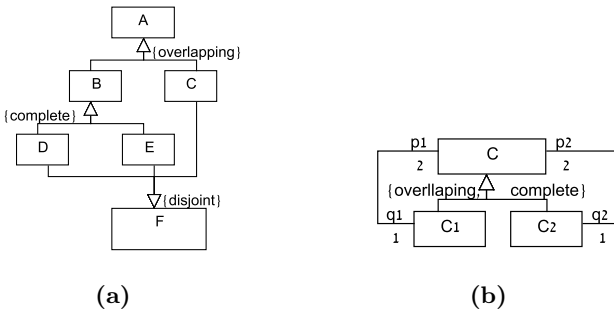 A
{overlapping}
B
C
{complete}
D
E
{disjoint}
F
(a)
p1
p2
C
2
2
{overllaping,
complete}
q1
q2
C1
C2
1
1
(b)